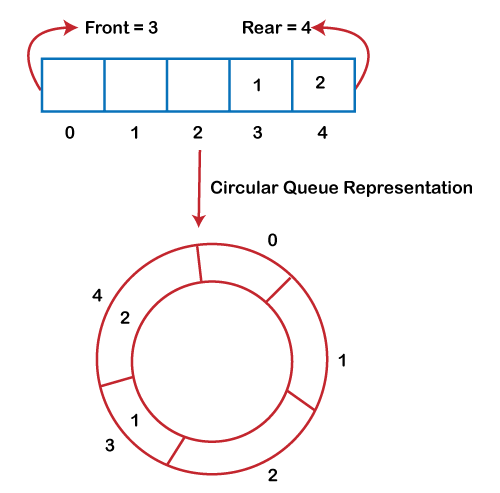 Front = 3 Rear = 4
1 2
0 1 2 3 4
Circular Queue Representation
0
4
2
1
1
3
2